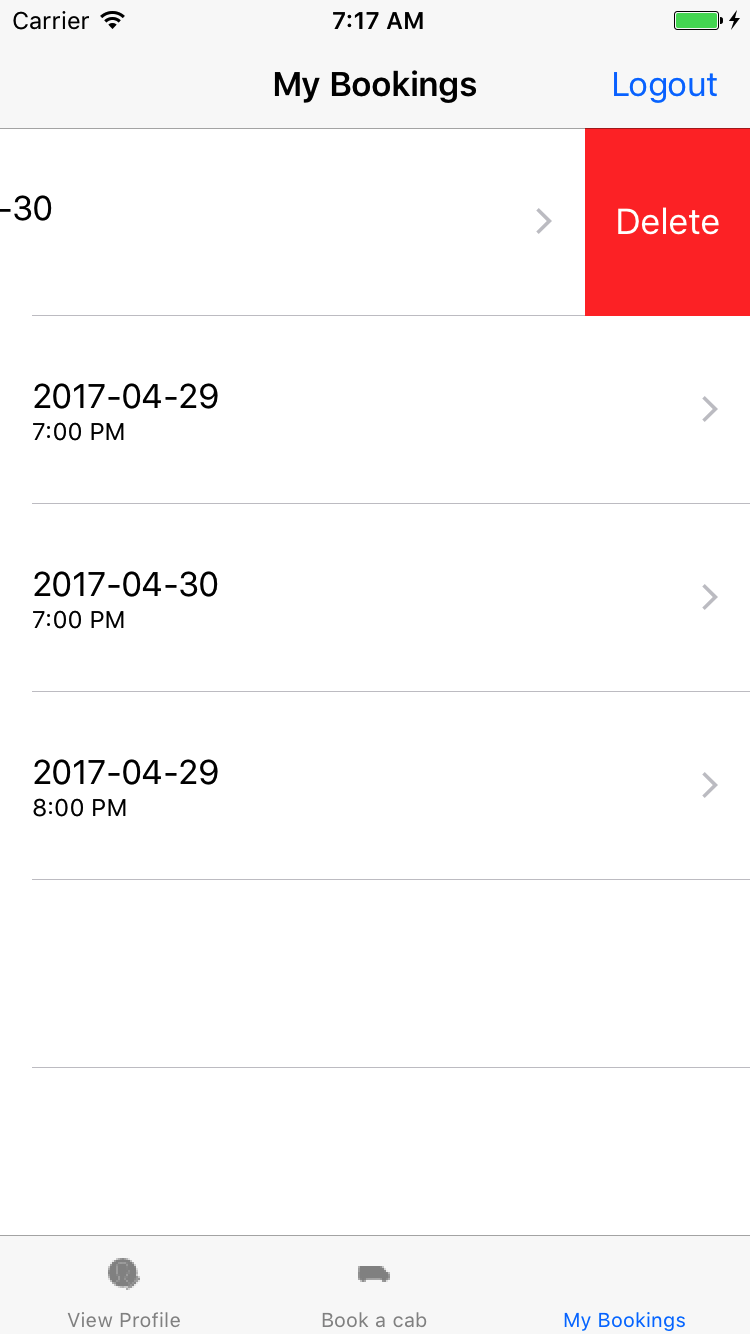 Carrier 7:17 AM
My Bookings Logout
-30
Delete
2017-04-29
7:00 PM
2017-04-30
7:00 PM
2017-04-29
8:00 PM
View Profile Book a cab My Bookings